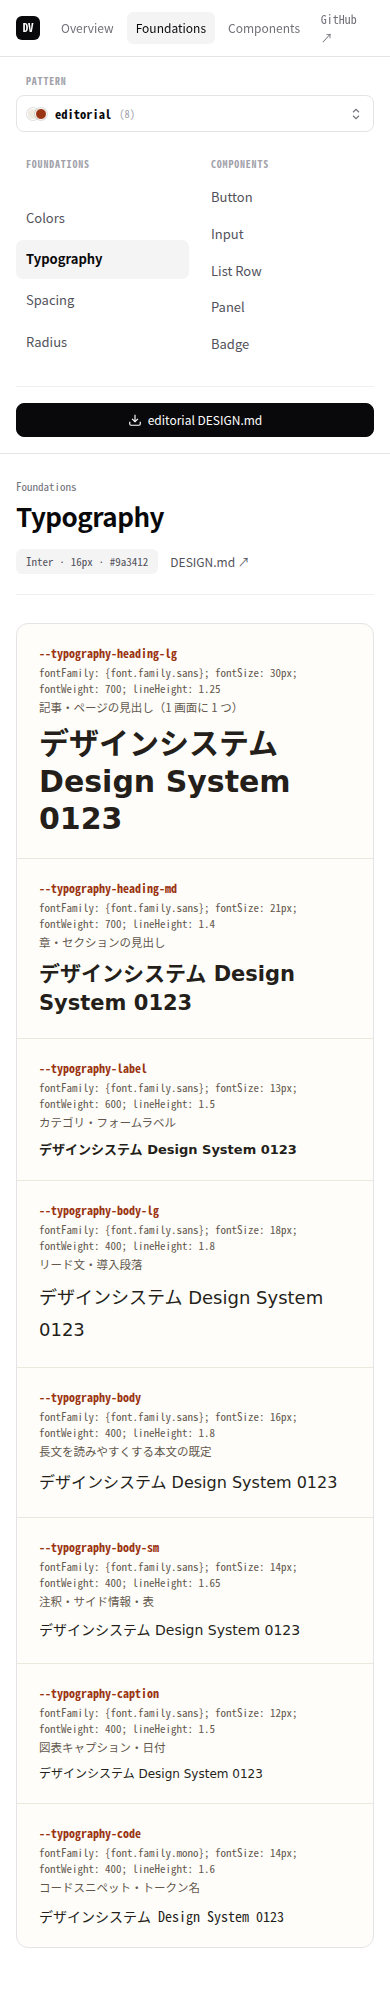 DV
Overview
Foundations
Components
GitHub
↗
PATTERN
editorial (8)
FOUNDATIONS
Colors
Typography
Spacing
Radius
COMPONENTS
Button
Input
List Row
Panel
Badge
editorial DESIGN.md
Foundations
Typography
Inter · 16px · #9a3412
DESIGN.md ↗
--typography-heading-lg
fontFamily: {font.family.sans}; fontSize: 30px;
fontWeight: 700; lineHeight: 1.25
記事・ページの見出し（1 画面に 1 つ）
デザインシステム
Design System
0123
--typography-heading-md
fontFamily: {font.family.sans}; fontSize: 21px;
fontWeight: 700; lineHeight: 1.4
章・セクションの見出し
デザインシステム Design
System 0123
--typography-label
fontFamily: {font.family.sans}; fontSize: 13px;
fontWeight: 600; lineHeight: 1.5
カテゴリ・フォームラベル
デザインシステム Design System 0123
--typography-body-lg
fontFamily: {font.family.sans}; fontSize: 18px;
fontWeight: 400; lineHeight: 1.8
リード文・導入段落
デザインシステム Design System
0123
--typography-body
fontFamily: {font.family.sans}; fontSize: 16px;
fontWeight: 400; lineHeight: 1.8
長文を読みやすくする本文の既定
デザインシステム Design System 0123
--typography-body-sm
fontFamily: {font.family.sans}; fontSize: 14px;
fontWeight: 400; lineHeight: 1.65
注釈・サイド情報・表
デザインシステム Design System 0123
--typography-caption
fontFamily: {font.family.sans}; fontSize: 12px;
fontWeight: 400; lineHeight: 1.5
図表キャプション・日付
デザインシステム Design System 0123
--typography-code
fontFamily: {font.family.mono}; fontSize: 14px;
fontWeight: 400; lineHeight: 1.6
コードスニペット・トークン名
デザインシステム Design System 0123